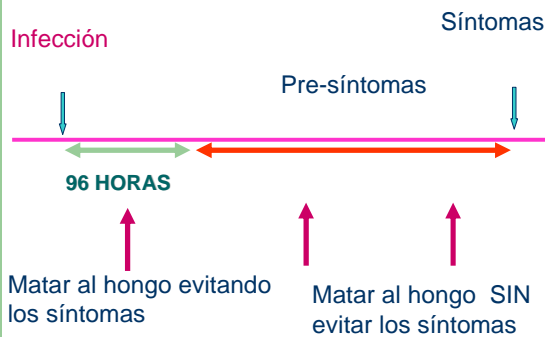 Infección
Síntomas
Pre-síntomas
96 HORAS
Matar al hongo evitando
los síntomas
Matar al hongo SIN
evitar los síntomas